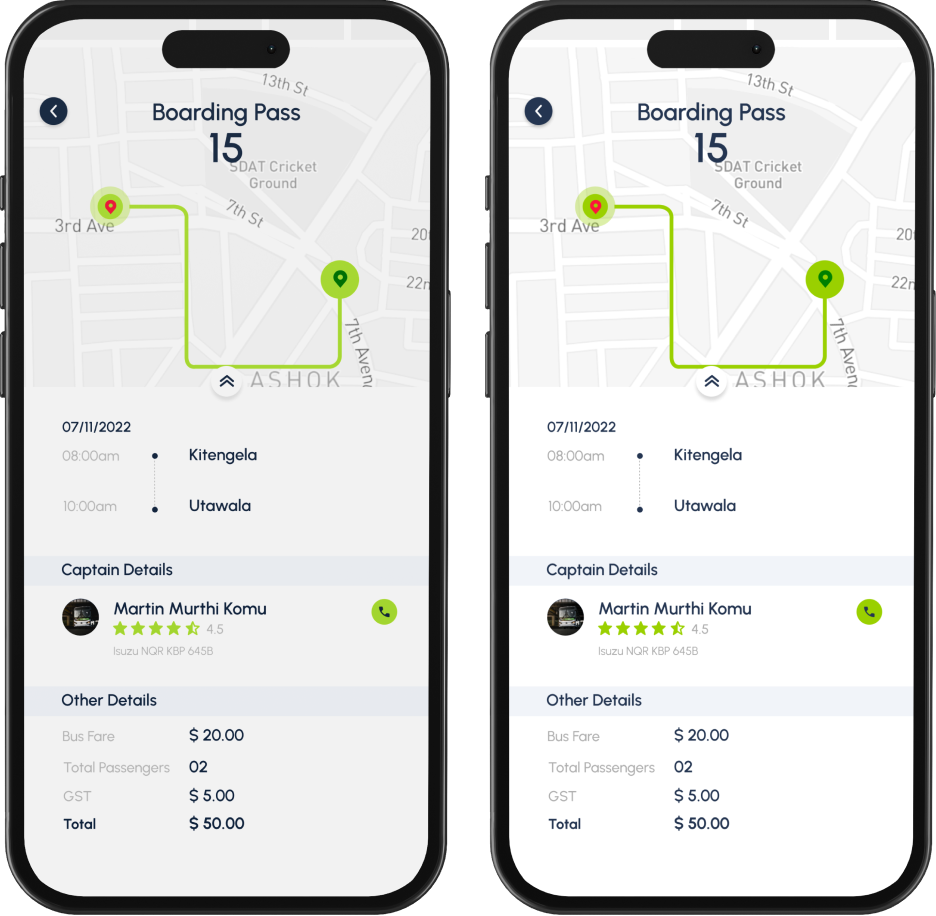 13th St
Boarding Pass
15
SDAT Cricket
Ground
7th St
3rd Ave
20
22n
7th Aven
ASHOK
07/11/2022
08:00am
Kitengela
10:00am
Utawala
Captain Details
Martin Murthi Komu
4.5
Isuzu NQR KBP 645B
Other Details
Bus Fare $ 20.00
Total Passengers 02
GST $ 5.00
Total $ 50.00
13th St
Boarding Pass
15
SDAT Cricket
Ground
7th St
3rd Ave
20
22n
7th Aven
ASHOK
07/11/2022
08:00am
Kitengela
10:00am
Utawala
Captain Details
Martin Murthi Komu
4.5
Isuzu NQR KBP 645B
Other Details
Bus Fare $ 20.00
Total Passengers 02
GST $ 5.00
Total $ 50.00